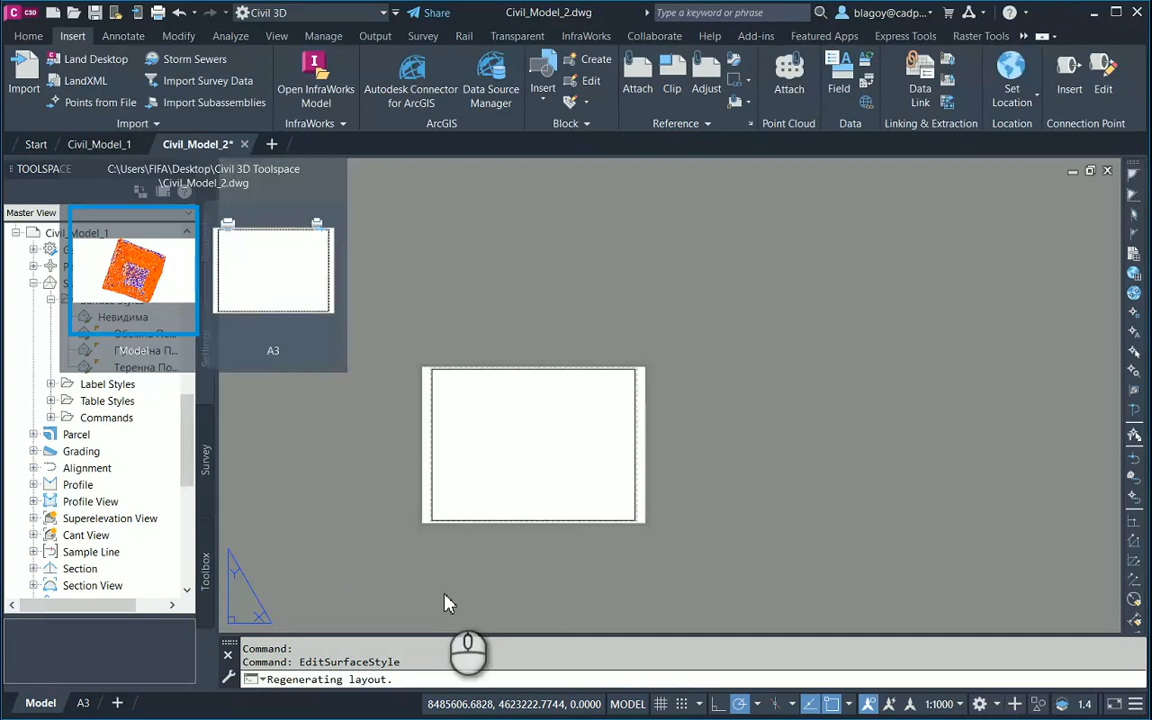 C3D
Civil 3D
Share
Civil_Model_2.dwg
Type a keyword or phrase
blagoy@cadp...
Home Insert Annotate Modify Analyze View Manage Output Survey Rail Transparent InfraWorks Collaborate Help Add-ins Featured Apps Express Tools Raster Tools
Import
Land Desktop
LandXML
Points from File
Storm Sewers
Import Survey Data
Import Subassemblies
Import
Open InfraWorks
Model
InfraWorks
Autodesk Connector
for ArcGIS
Data Source
Manager
ArcGIS
Insert
Create
Edit
Block
Attach
Clip
Adjust
Reference
Attach
Point Cloud
Field
Data
Data
Link
Linking & Extraction
Set
Location
Location
Insert
Edit
Connection Point
Start Civil_Model_1 Civil_Model_2*
TOOLSPACE
C:\Users\FIFA\Desktop\Civil 3D Toolspace
\Civil_Model_2.dwg
Master View
Civil_Model_1
Невидима
Model
A3
Label Styles
Table Styles
Commands
Parcel
Grading
Alignment
Profile
Profile View
Superelevation View
Cant View
Sample Line
Section
Section View
Settings
Survey
Toolbox
Y
X
Command:
Command: EditSurfaceStyle
Regenerating layout.
Model A3
8485606.6828, 4623222.7744, 0.0000 MODEL
1:1000
1.4